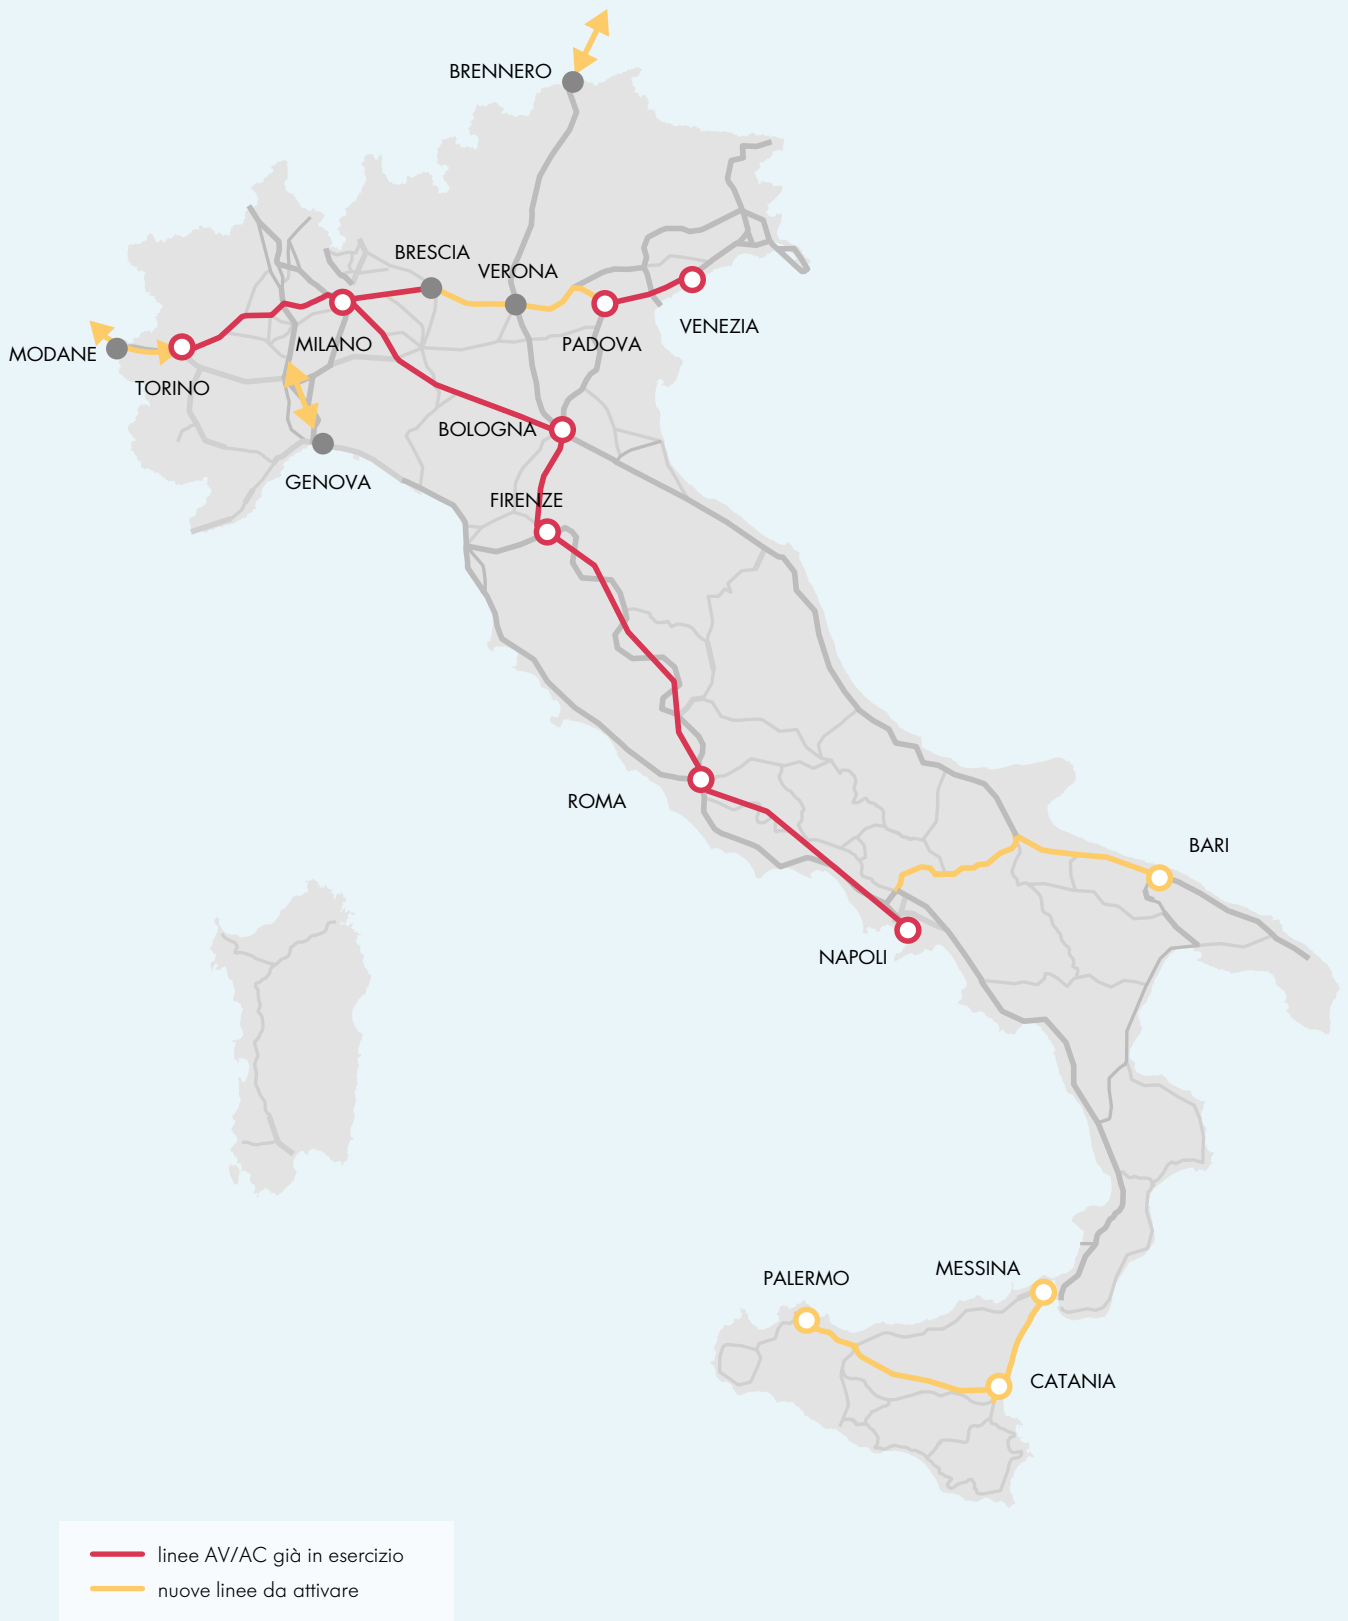 BRENNERO
BRESCIA
VERONA
VENEZIA
MODANE
MILANO
PADOVA
TORINO
BOLOGNA
GENOVA
FIRENZE
ROMA
BARI
NAPOLI
MESSINA
PALERMO
CATANIA
linee AV/AC già in esercizio
nuove linee da attivare